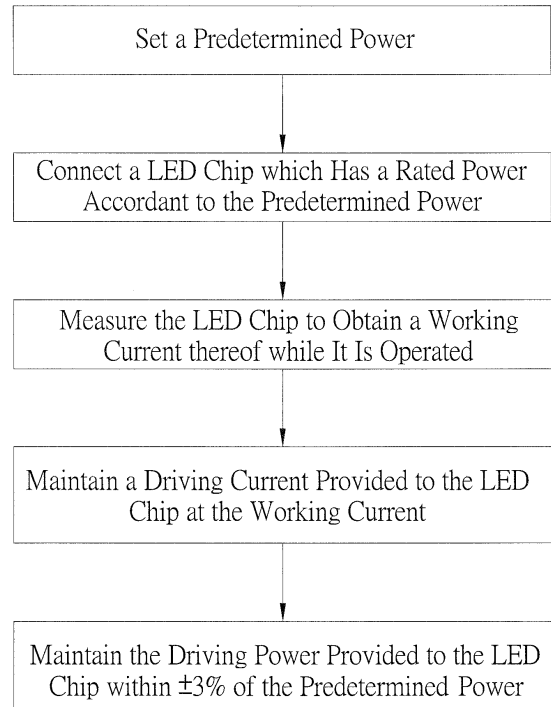 Set a Predetermined Power
Connect a LED Chip which Has a Rated Power
Accordant to the Predetermined Power
Measure the LED Chip to Obtain a Working
Current thereof while It Is Operated
Maintain a Driving Current Provided to the LED
Chip at the Working Current
Maintain the Driving Power Provided to the LED
Chip within ±3% of the Predetermined Power